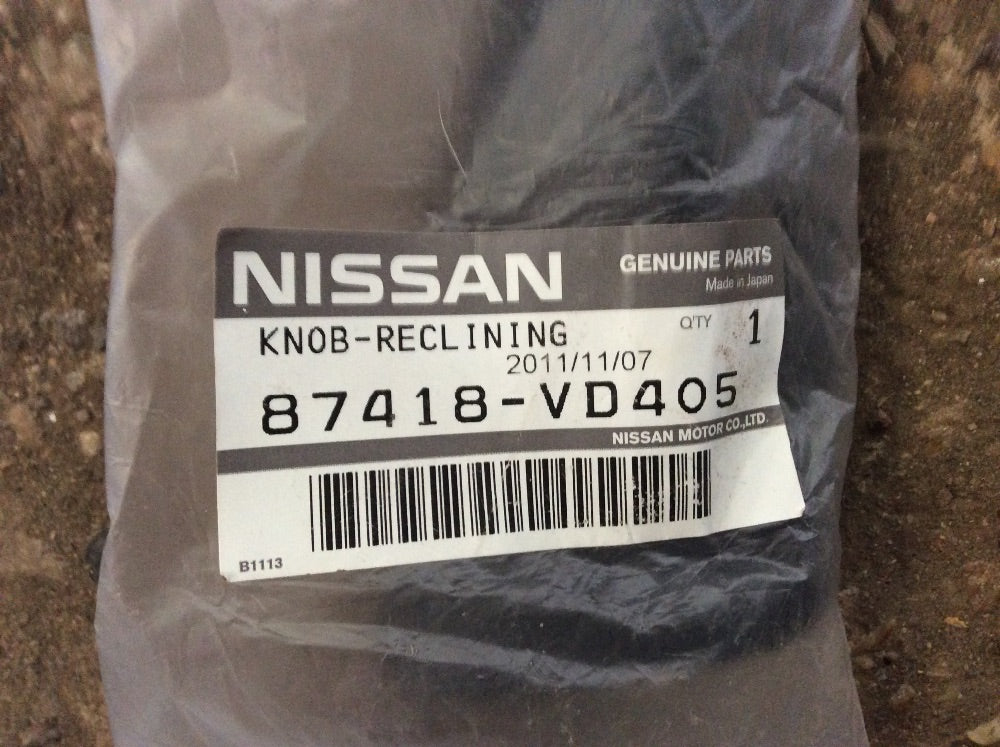 NISSAN
GENUINE PARTS
Made in Japan
KNOB-RECLINING
Q'TY 1
2011/11/07
87418-VD405
NISSAN MOTOR CO.,LTD.
B1113